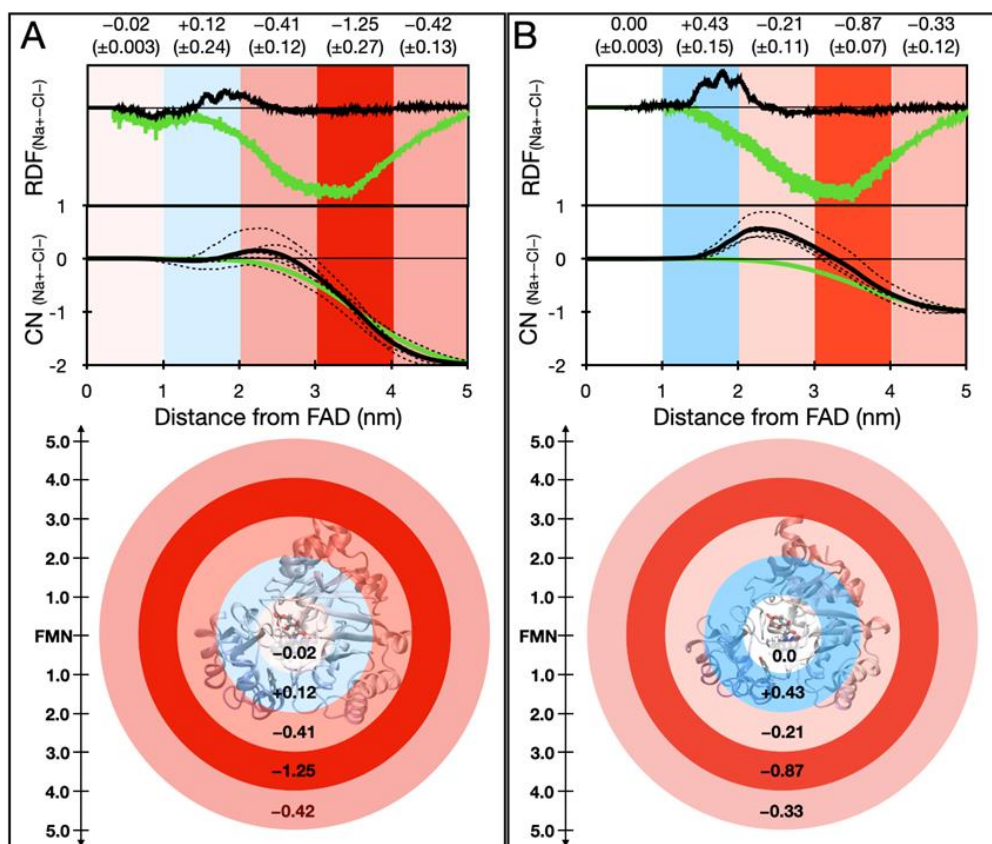 A
−0.02 +0.12 −0.41 −1.25 −0.42
(±0.003) (±0.24) (±0.12) (±0.27) (±0.13)
RDF(Na+−Cl−)
1
0
-1
-2
CN (Na+−Cl−)
0 1 2 3 4 5
Distance from FAD (nm)
5.0
4.0
3.0
2.0
1.0
FMN
1.0
2.0
3.0
4.0
5.0
−0.02
+0.12
−0.41
−1.25
−0.42
B
0.00 +0.43 −0.21 −0.87 −0.33
(±0.003) (±0.15) (±0.11) (±0.07) (±0.12)
RDF(Na+−Cl−)
1
0
-1
-2
CN (Na+−Cl−)
0 1 2 3 4 5
Distance from FAD (nm)
5.0
4.0
3.0
2.0
1.0
FMN
1.0
2.0
3.0
4.0
5.0
0.0
+0.43
−0.21
−0.87
−0.33